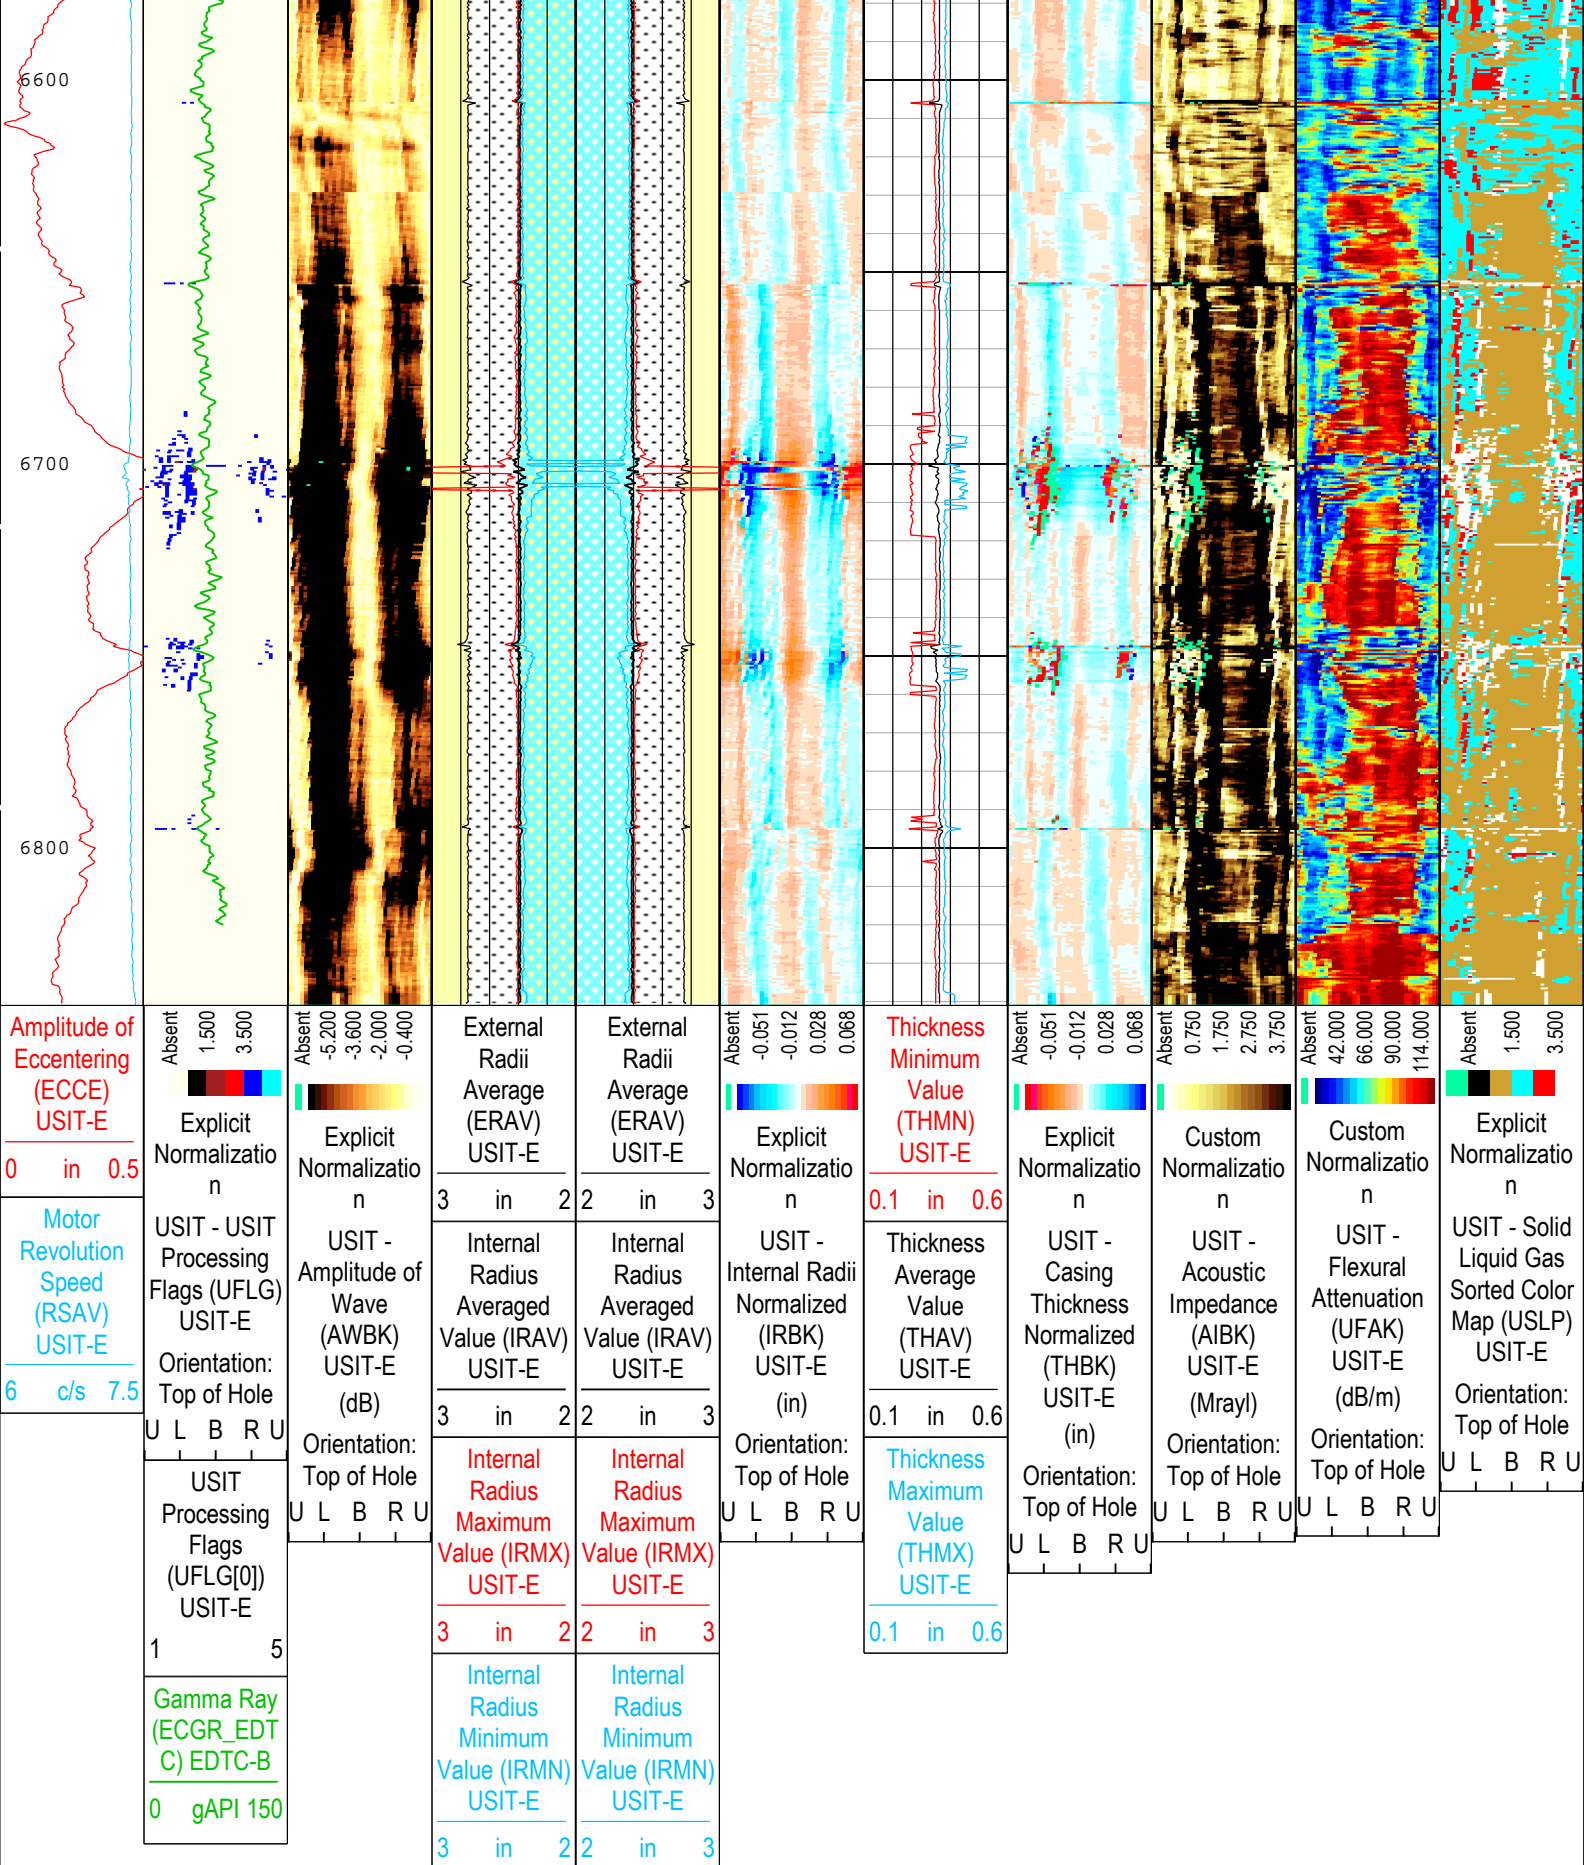 6600
6700
6800
Amplitude of
Eccentering
(ECCE)
USIT-E
0 in 0.5
Motor
Revolution
Speed
(RSAV)
USIT-E
6 c/s 7.5
Absent
1.500
3.500
Explicit
Normalizatio
n
USIT - USIT
Processing
Flags (UFLG)
USIT-E
Orientation:
Top of Hole
U L B R U
USIT
Processing
Flags
(UFLG[0])
USIT-E
1 5
Gamma Ray
(ECGR_EDT
C) EDTC-B
0 gAPI 150
Absent
-5.200
-3.600
-2.000
-0.400
Explicit
Normalizatio
n
USIT -
Amplitude of
Wave
(AWBK)
USIT-E
(dB)
Orientation:
Top of Hole
U L B R U
External
Radii
Average
(ERAV)
USIT-E
3 in 2
Internal
Radius
Averaged
Value (IRAV)
USIT-E
3 in 2
Internal
Radius
Maximum
Value (IRMX)
USIT-E
3 in 2
Internal
Radius
Minimum
Value (IRMN)
USIT-E
3 in 2
External
Radii
Average
(ERAV)
USIT-E
2 in 3
Internal
Radius
Averaged
Value (IRAV)
USIT-E
2 in 3
Internal
Radius
Maximum
Value (IRMX)
USIT-E
2 in 3
Internal
Radius
Minimum
Value (IRMN)
USIT-E
2 in 3
Absent
-0.051
-0.012
0.028
0.068
Explicit
Normalizatio
n
USIT -
Internal Radii
Normalized
(IRBK)
USIT-E
(in)
Orientation:
Top of Hole
U L B R U
Thickness
Minimum
Value
(THMN)
USIT-E
0.1 in 0.6
Thickness
Average
Value
(THAV)
USIT-E
0.1 in 0.6
Thickness
Maximum
Value
(THMX)
USIT-E
0.1 in 0.6
Absent
-0.051
-0.012
0.028
0.068
Explicit
Normalizatio
n
USIT -
Casing
Thickness
Normalized
(THBK)
USIT-E
(in)
Orientation:
Top of Hole
U L B R U
Absent
0.750
1.750
2.750
3.750
Custom
Normalizatio
n
USIT -
Acoustic
Impedance
(AIBK)
USIT-E
(Mrayl)
Orientation:
Top of Hole
U L B R U
Absent
42.000
66.000
90.000
114.000
Custom
Normalizatio
n
USIT -
Flexural
Attenuation
(UFAK)
USIT-E
(dB/m)
Orientation:
Top of Hole
U L B R U
Absent
1.500
3.500
Explicit
Normalizatio
n
USIT - Solid
Liquid Gas
Sorted Color
Map (USLP)
USIT-E
Orientation:
Top of Hole
U L B R U